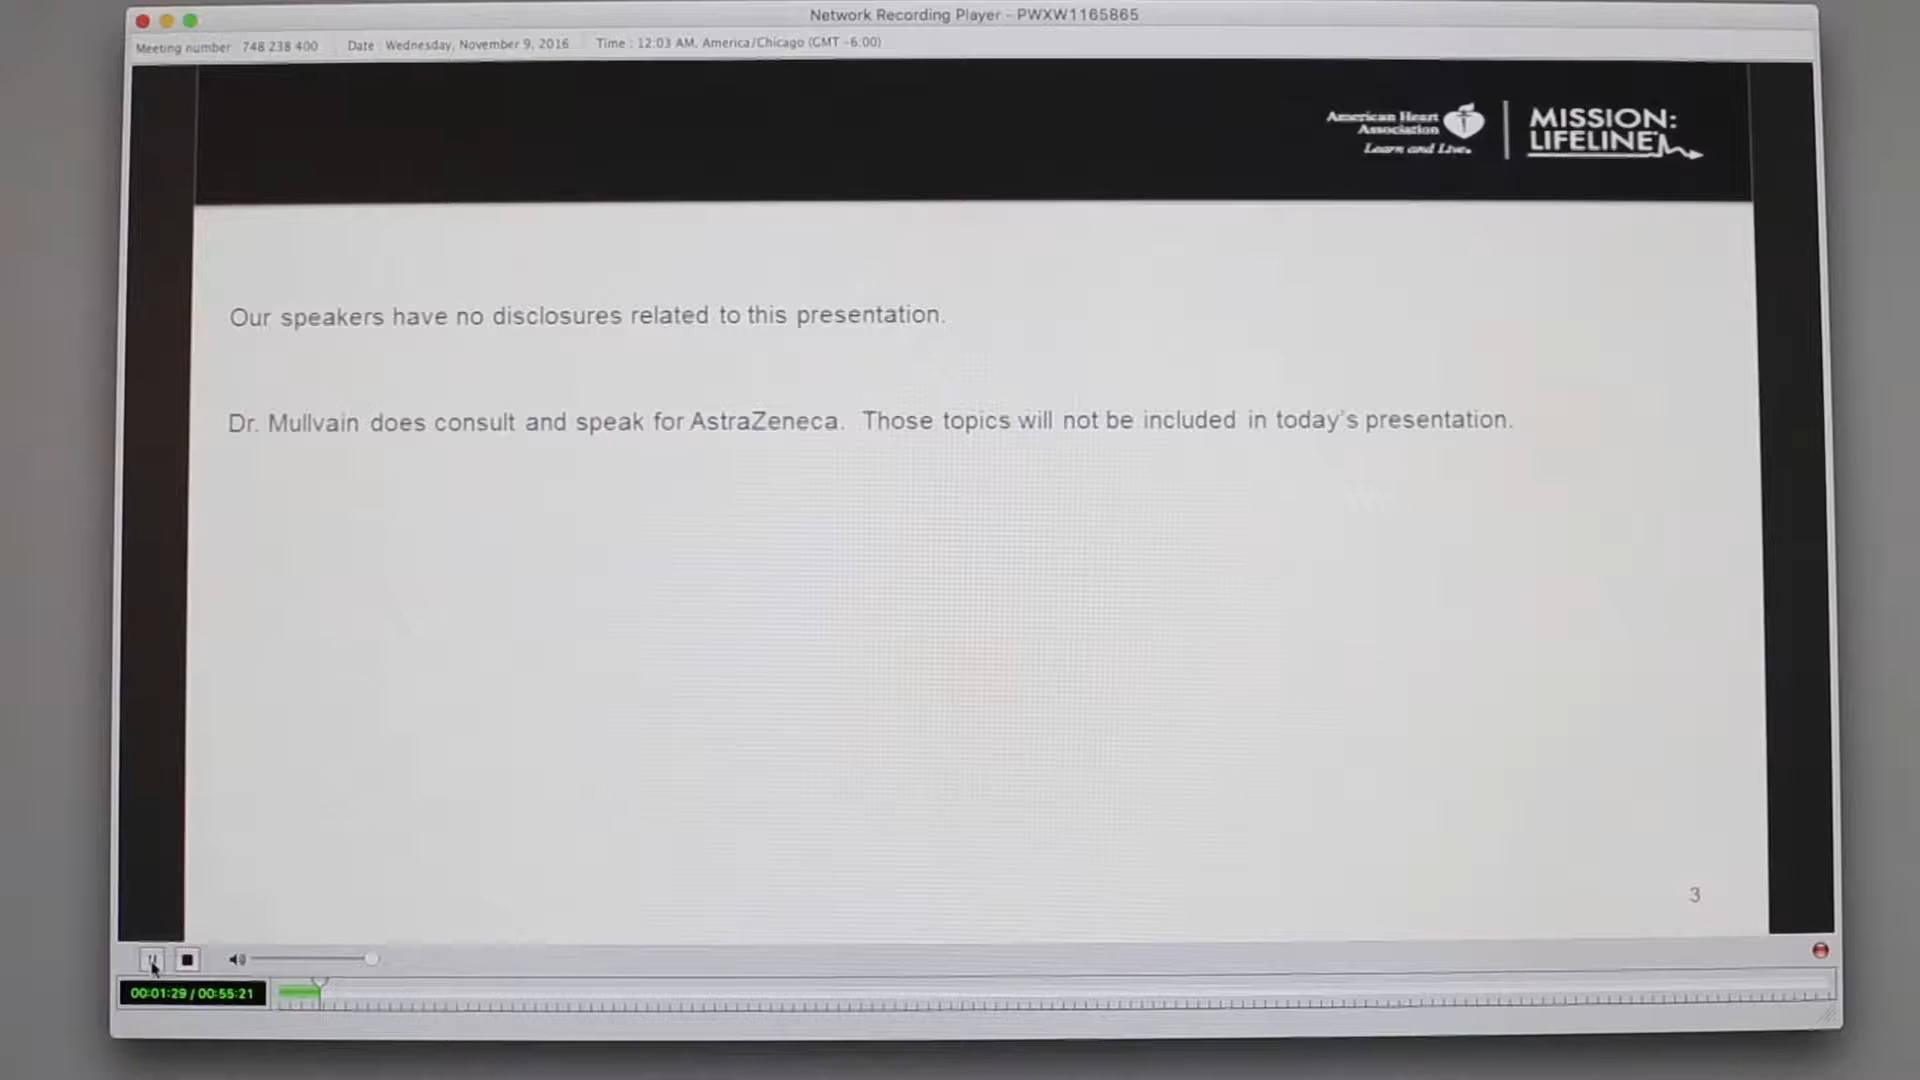 Network Recording Player - PWXW1165865
Meeting number : 748 238 400 Date : Wednesday, November 9, 2016 Time : 12:03 AM, America/Chicago (GMT -6:00)
American Heart
Association
Learn and Live.
MISSION:
LIFELINE
Our speakers have no disclosures related to this presentation.
Dr. Mullvain does consult and speak for AstraZeneca. Those topics will not be included in today's presentation.
3
00:01:29 / 00:55:21